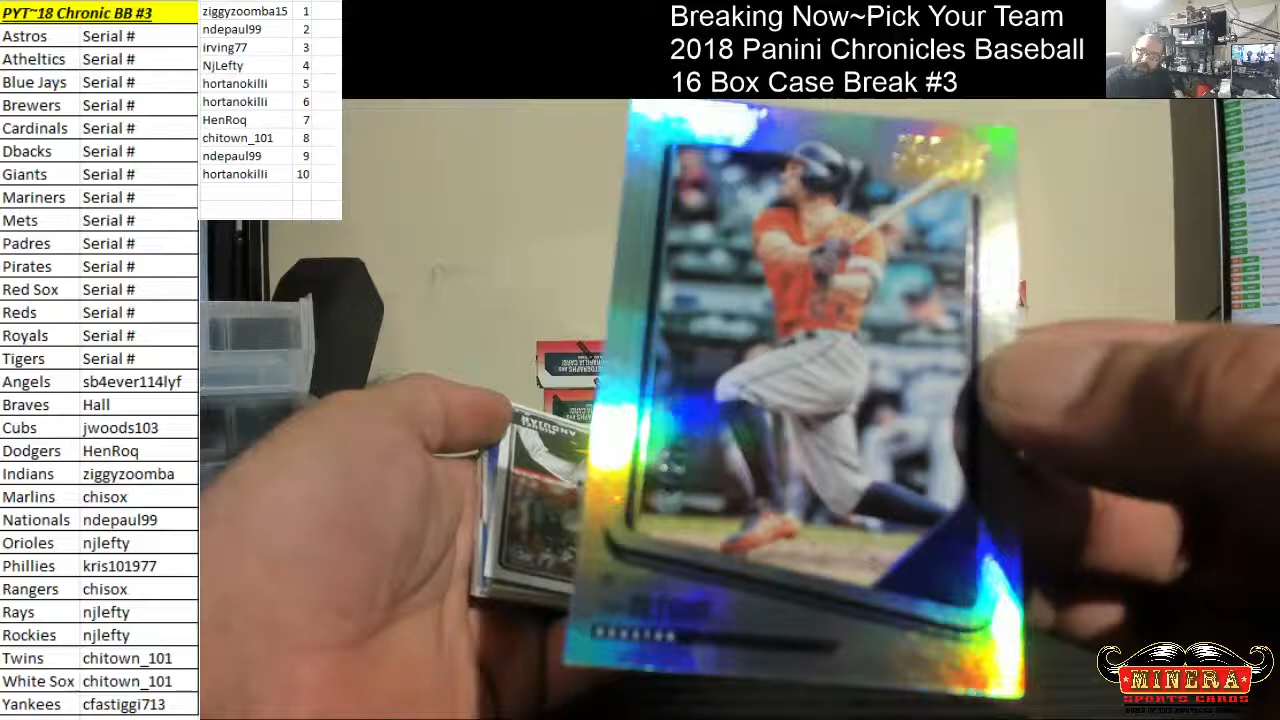 PYT~18 Chronic BB #3
Astros Serial #
Atheltics Serial #
Blue Jays Serial #
Brewers Serial #
Cardinals Serial #
Dbacks Serial #
Giants Serial #
Mariners Serial #
Mets Serial #
Padres Serial #
Pirates Serial #
Red Sox Serial #
Reds Serial #
Royals Serial #
Tigers Serial #
Angels sb4ever114lyf
Braves Hall
Cubs jwoods103
Dodgers HenRoq
Indians ziggyzoomba
Marlins chisox
Nationals ndepaul99
Orioles njlefty
Phillies kris101977
Rangers chisox
Rays njlefty
Rockies njlefty
Twins chitown_101
White Sox chitown_101
Yankees cfastiggi713
ziggyzoomba15 1
ndepaul99 2
irving77 3
NjLefty 4
hortanokilli 5
hortanokilli 6
HenRoq 7
chitown_101 8
ndepaul99 9
hortanokilli 10
Breaking Now~Pick Your Team
2018 Panini Chronicles Baseball
16 Box Case Break #3
HOUSTON
MINERA
SPORTS CARDS